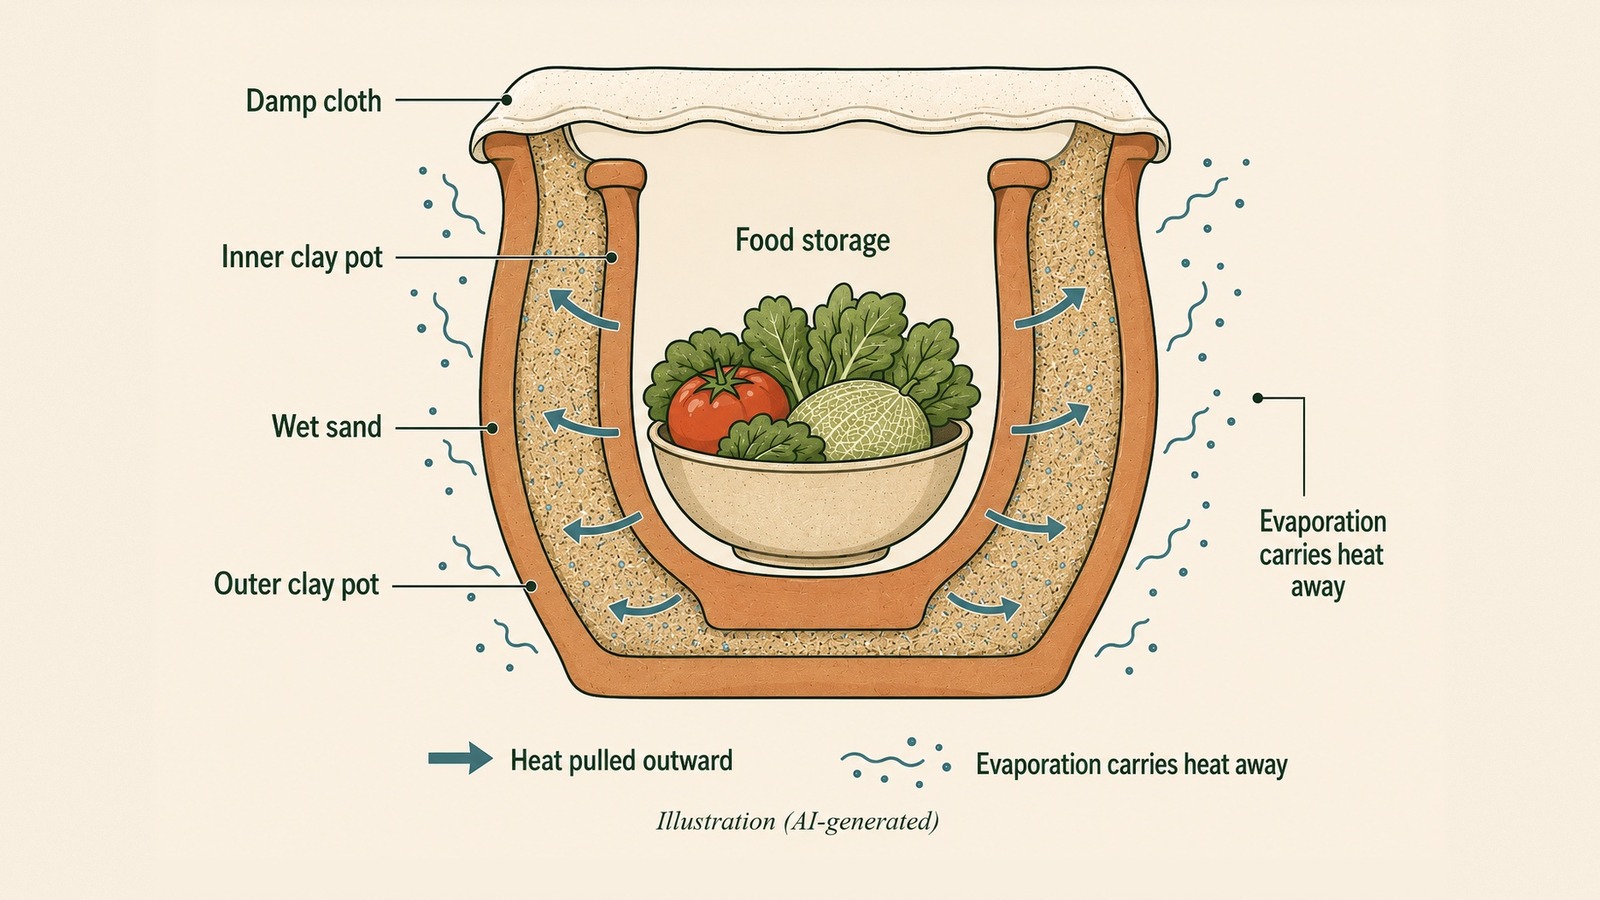 Damp cloth
Inner clay pot
Food storage
Wet sand
Outer clay pot
Evaporation
carries heat
away
Heat pulled outward
Evaporation carries heat away
Illustration (AI-generated)